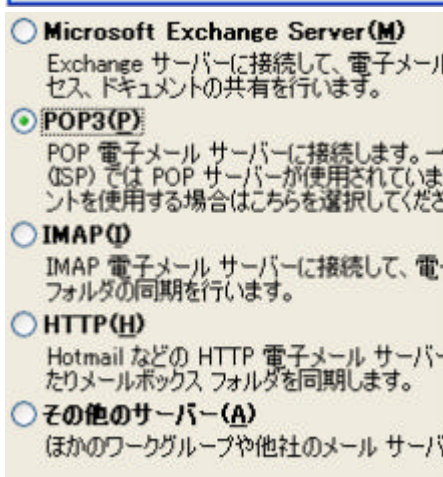 Microsoft Exchange Server(M)
Exchange サーバーに接続して、電子メール
セス、ドキュメントの共有を行います。
POP3(P)
POP 電子メール サーバーに接続します。一
(ISP) では POP サーバーが使用されていま
ントを使用する場合はこちらを選択してくださ
IMAP(I)
IMAP 電子メール サーバーに接続して、電
フォルダの同期を行います。
HTTP(H)
Hotmail などの HTTP 電子メール サーバー
たりメールボックス フォルダを同期します。
その他のサーバー(A)
ほかのワークグループや他社のメール サーバ